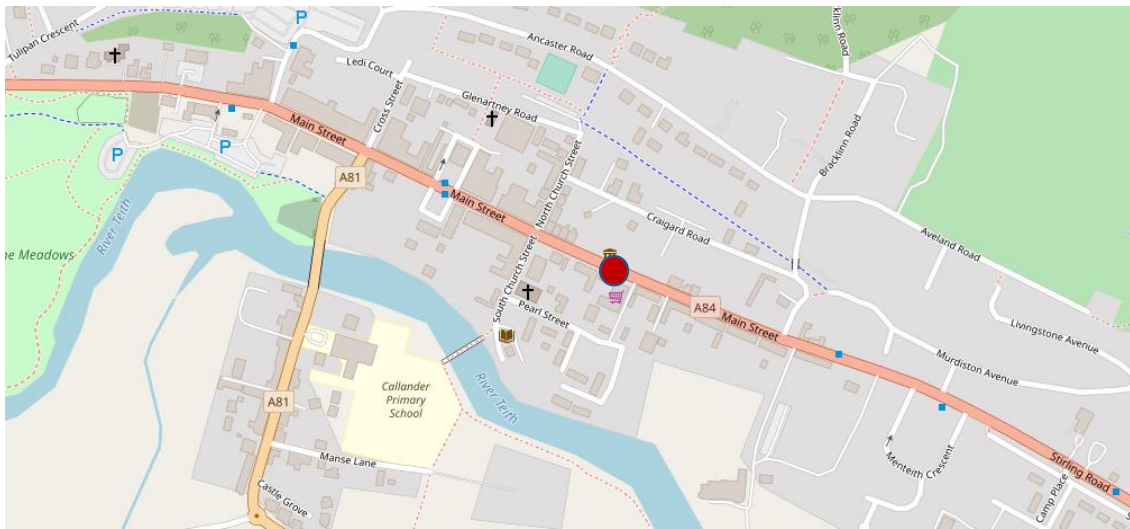 Tulipan Crescent
P
Ancaster Road
Bracklinn Road
Ledi Court
Glenartney Road
Cross Street
Main Street
P
P
A81
Bracklinn Road
North Church Street
Main Street
Craigard Road
River Teith
ne Meadows
Aveland Road
South Church Street
Pearl Street
A84
Main Street
Livingstone Avenue
Murdiston Avenue
River Teith
Callander
Primary
School
A81
Manse Lane
Menteith Crescent
Stirling Road
Castle Grove
Camp Place
S